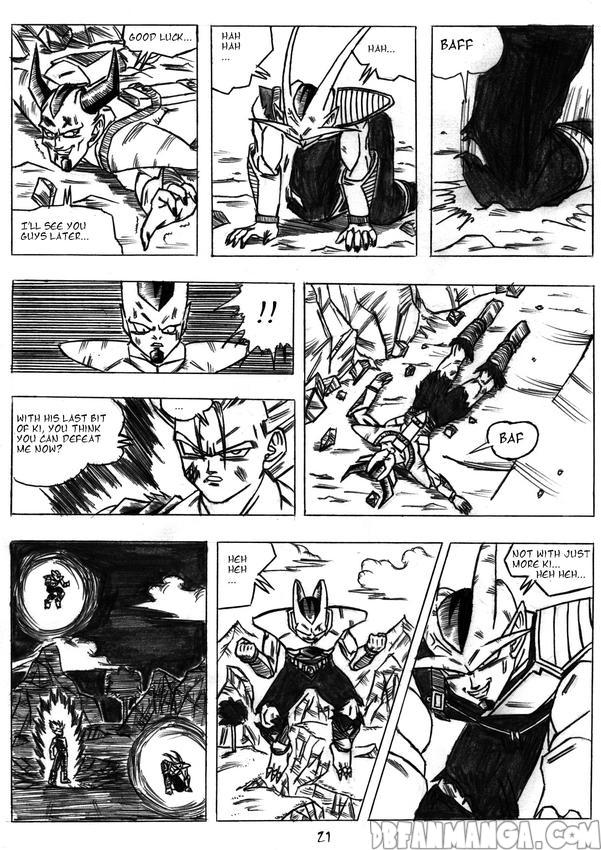 GOOD LUCK...
I'LL SEE YOU
GUYS LATER...
HAH
HAH
...
HAH...
BAFF
!!
...
WITH HIS LAST BIT
OF KI, YOU THINK
YOU CAN DEFEAT
ME NOW?
BAF
HEH
HEH
...
NOT WITH JUST
MORE KI...
HEH HEH...
21
DBFANMANGA.COM